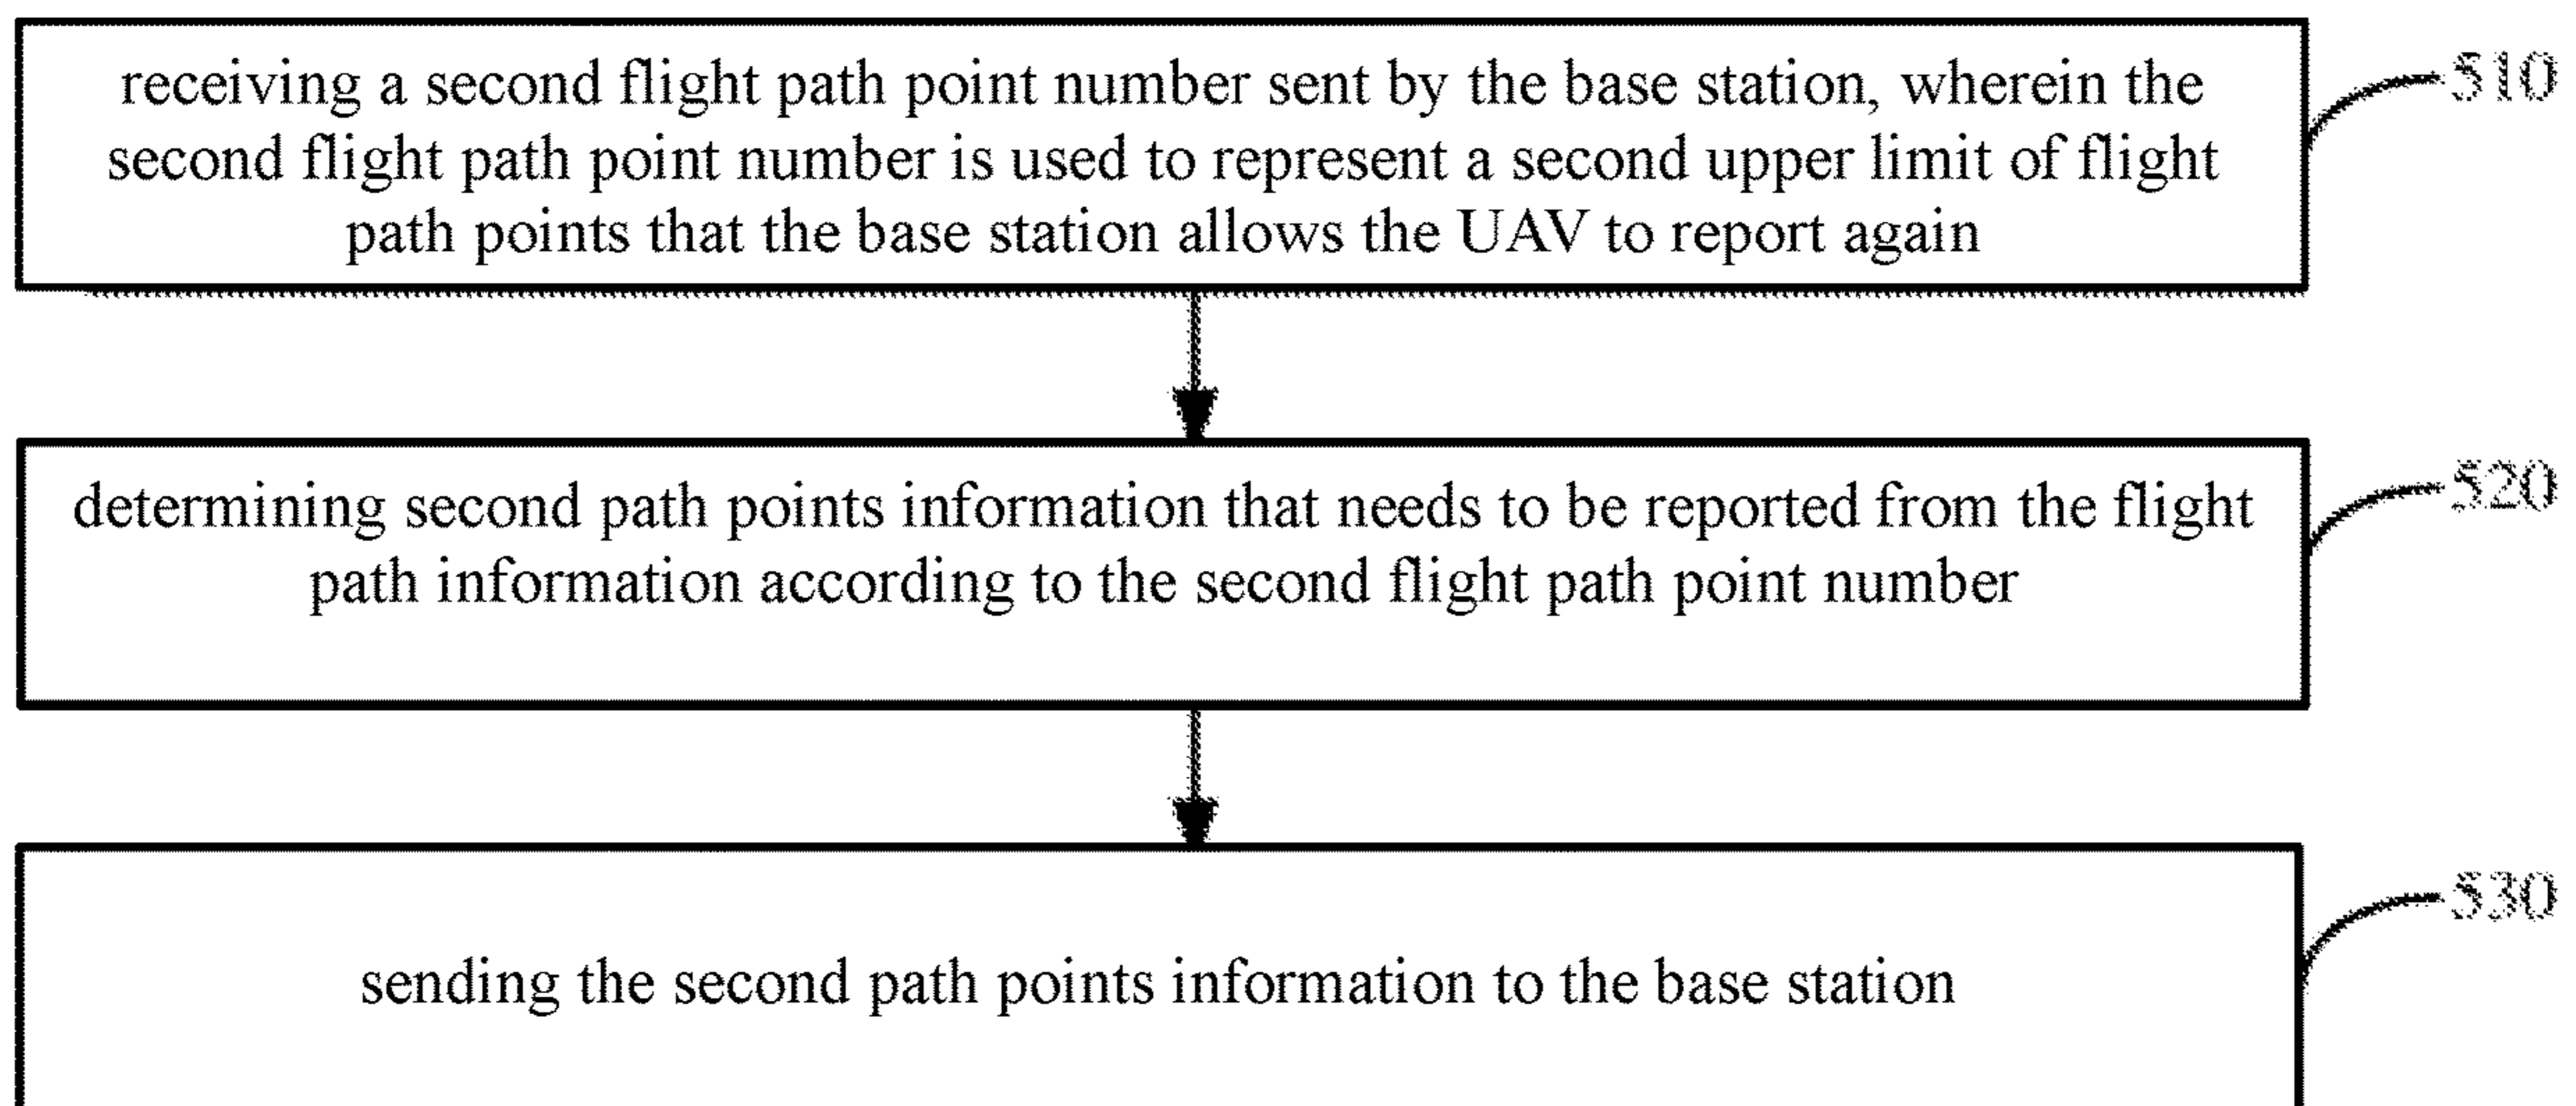 receiving a second flight path point number sent by the base station, wherein the
second flight path point number is used to represent a second upper limit of flight
path points that the base station allows the UAV to report again
510
determining second path points information that needs to be reported from the flight
path information according to the second flight path point number
520
sending the second path points information to the base station
530